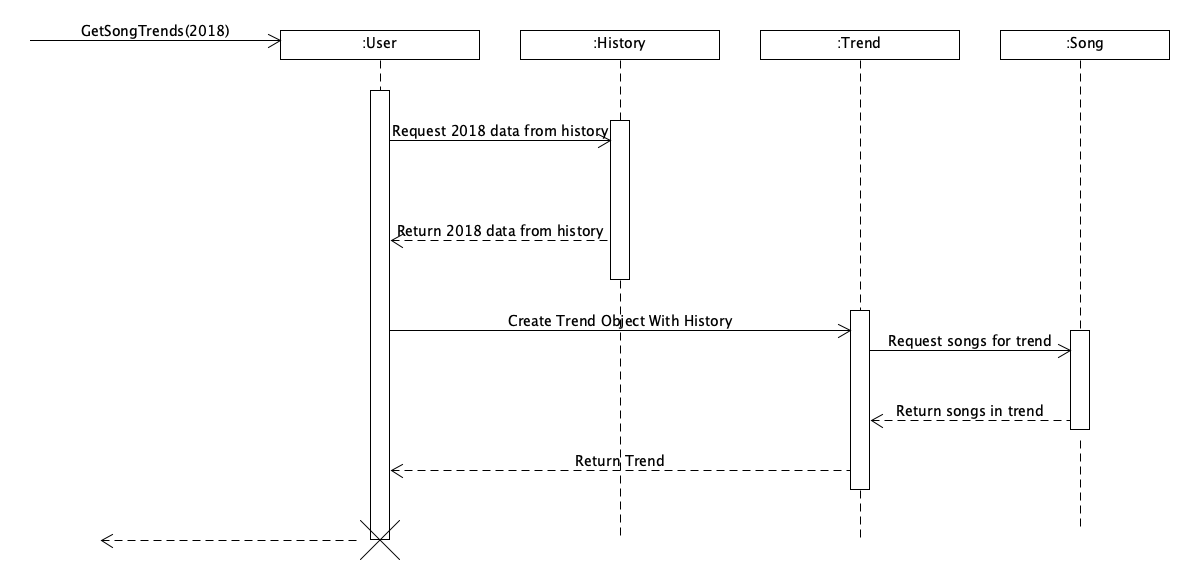 GetSongTrends(2018)
:User
:History
:Trend
:Song
Request 2018 data from history
Return 2018 data from history
Create Trend Object With History
Request songs for trend
Return songs in trend
Return Trend